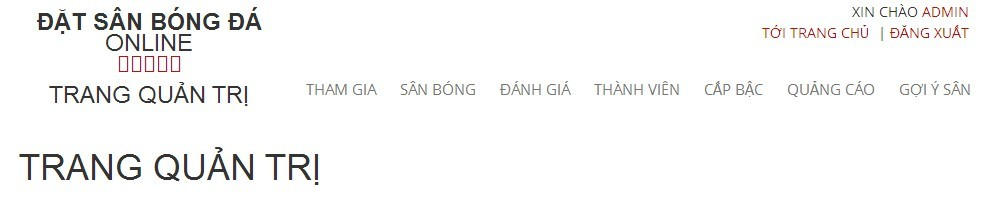 ĐẶT SÂN BÓNG ĐÁ
ONLINE
TRANG QUẢN TRỊ
XIN CHÀO ADMIN
TỚI TRANG CHỦ | ĐĂNG XUẤT
THAM GIA SÂN BÓNG ĐÁNH GIÁ THÀNH VIÊN CẤP BẬC QUẢNG CÁO GỢI Ý SÂN
TRANG QUẢN TRỊ